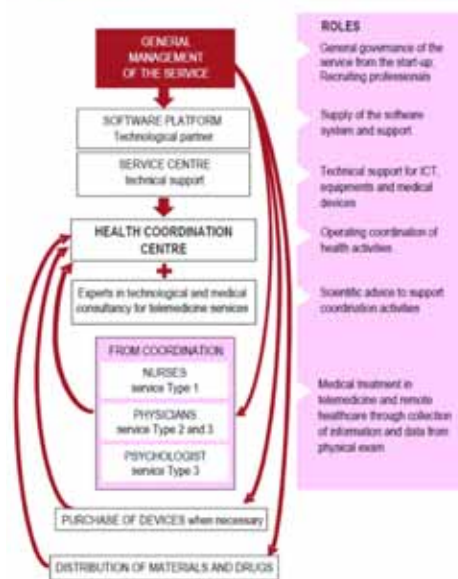 GENERAL
MANAGEMENT
OF THE SERVICE
SOFTWARE PLATFORM
Technological partner
SERVICE CENTRE
technical support
HEALTH COORDINATION
CENTRE
+
Experts in technological and medical
consultancy for telemedicine services
FROM COORDINATION:
NURSES
service Type 1
PHYSICIANS
service Type 2 and 3
PSYCHOLOGIST
service Type 3
PURCHASE OF DEVICES when necessary
DISTRIBUTION OF MATERIALS AND DRUGS
ROLES
General governance of the
service from the start-up.
Recruiting professionals
Supply of the software
system and support
Technical support for ICT,
equipments and medical
devices
Operating coordination of
health activities
Scientific advice to support
coordination activities
Medical treatment in
telemedicine and remote
healthcare through collection
of information and data from
physical exam